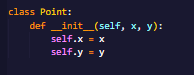 class Point:
    def __init__(self, x, y):
        self.x = x
        self.y = y